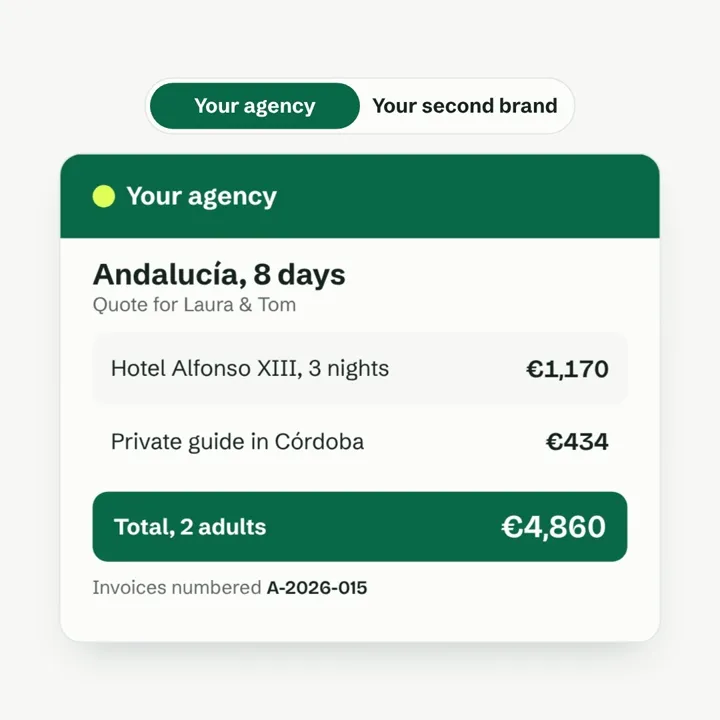 Your agency
Your second brand
Your agency
Andalucía, 8 days
Quote for Laura & Tom
Hotel Alfonso XIII, 3 nights €1,170
Private guide in Córdoba €434
Total, 2 adults €4,860
Invoices numbered A-2026-015